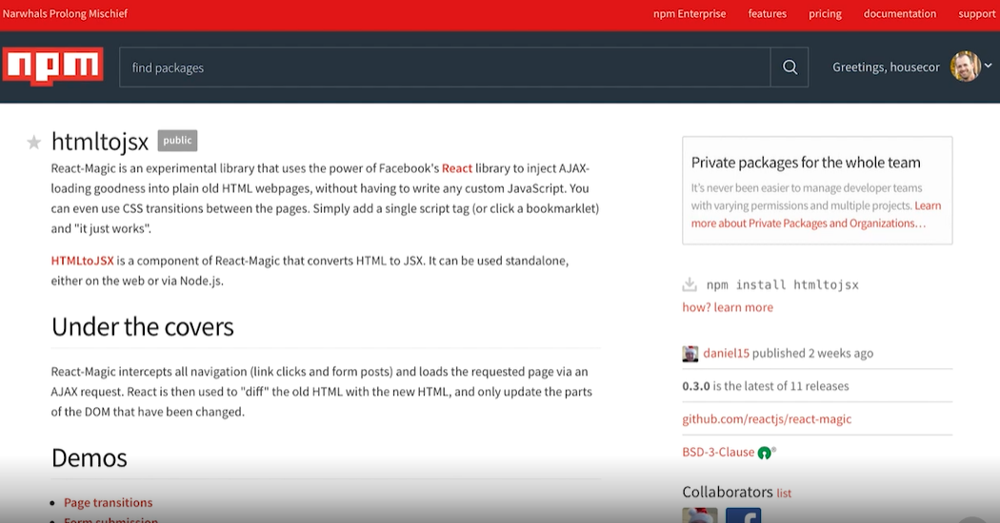 Narwhals Prolong Mischief
npm Enterprise features pricing documentation support
npm
find packages
Greetings, housecor
htmltojsx public
React-Magic is an experimental library that uses the power of Facebook's React library to inject AJAX-
loading goodness into plain old HTML webpages, without having to write any custom JavaScript. You
can even use CSS transitions between the pages. Simply add a single script tag (or click a bookmarklet)
and "it just works".
HTMLtoJSX is a component of React-Magic that converts HTML to JSX. It can be used standalone,
either on the web or via Node.js.
Under the covers
React-Magic intercepts all navigation (link clicks and form posts) and loads the requested page via an
AJAX request. React is then used to "diff" the old HTML with the new HTML, and only update the parts
of the DOM that have been changed.
Demos
Page transitions
Form submission
Private packages for the whole team
It's never been easier to manage developer teams
with varying permissions and multiple projects. Learn
more about Private Packages and Organizations…
npm install htmltojsx
how? learn more
daniel15 published 2 weeks ago
0.3.0 is the latest of 11 releases
github.com/reactjs/react-magic
BSD-3-Clause ®
Collaborators list